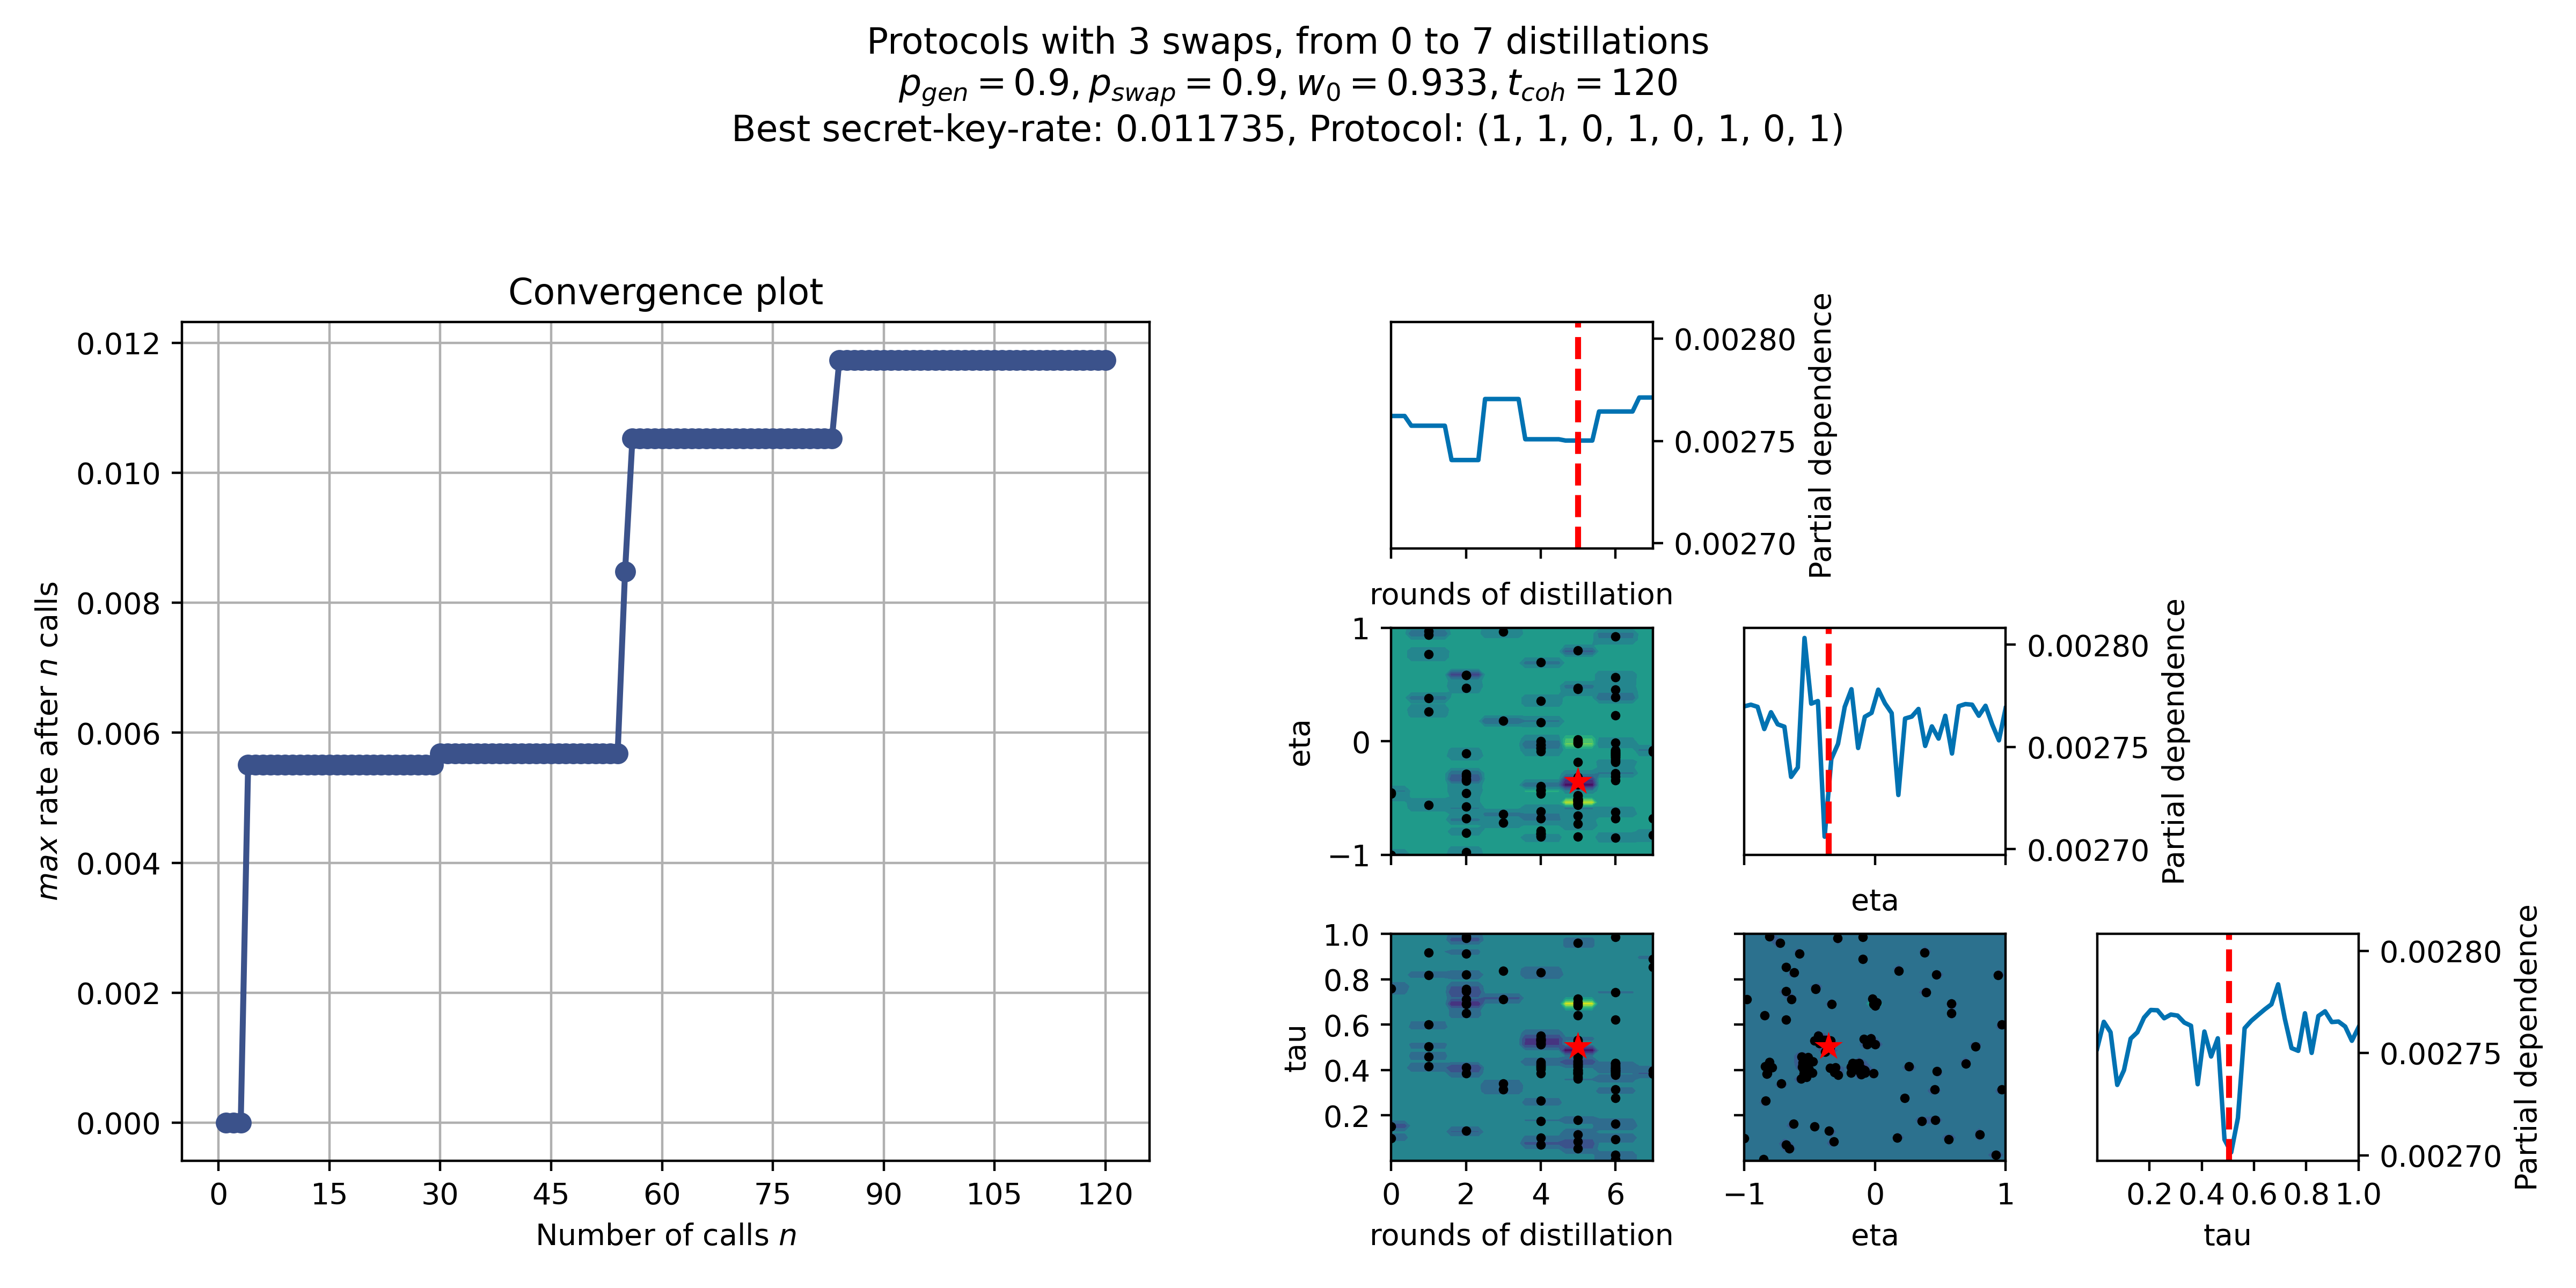 Protocols with 3 swaps, from 0 to 7 distillations
p_gen = 0.9, p_swap = 0.9, w_0 = 0.933, t_coh = 120
Best secret-key-rate: 0.011735, Protocol: (1, 1, 0, 1, 0, 1, 0, 1)
Convergence plot
0.012
0.010
0.008
0.006
0.004
0.002
0.000
max rate after n calls
0 15 30 45 60 75 90 105 120
Number of calls n
0.00280
0.00275
0.00270
Partial dependence
rounds of distillation
1
0
−1
eta
0.00280
0.00275
0.00270
Partial dependence
eta
1.0
0.8
0.6
0.4
0.2
tau
0 2 4 6
rounds of distillation
−1 0 1
eta
0.00280
0.00275
0.00270
Partial dependence
0.2 0.4 0.6 0.8 1.0
tau